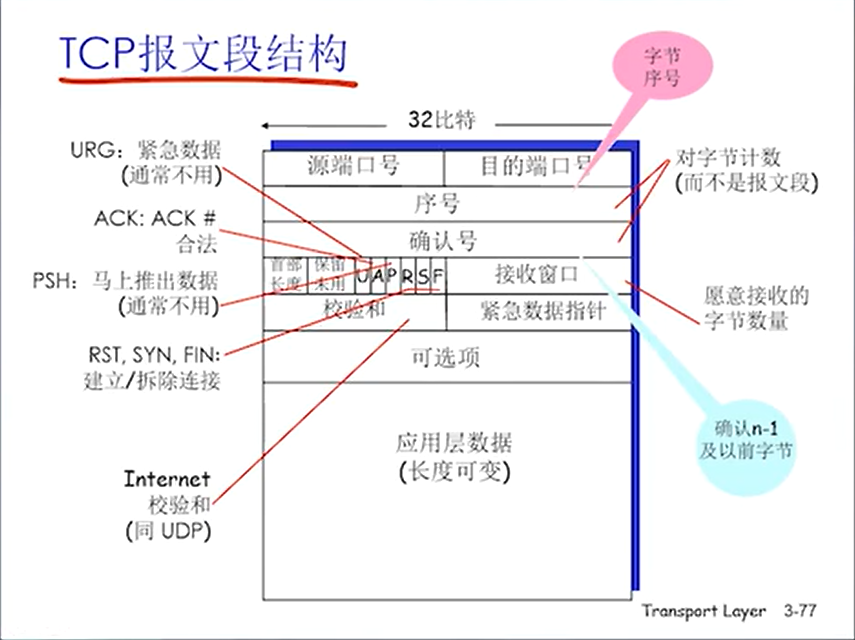 TCP报文段结构
字节
序号
32比特
URG：紧急数据
(通常不用)
源端口号
目的端口号
对字节计数
(而不是报文段)
序号
ACK: ACK #
合法
确认号
首部
长度
保留
未用
U A P R S F
接收窗口
PSH：马上推出数据
(通常不用)
校验和
紧急数据指针
愿意接收的
字节数量
RST, SYN, FIN:
建立/拆除连接
可选项
确认n-1
及以前字节
应用层数据
(长度可变)
Internet
校验和
(同 UDP)
Transport Layer 3-77